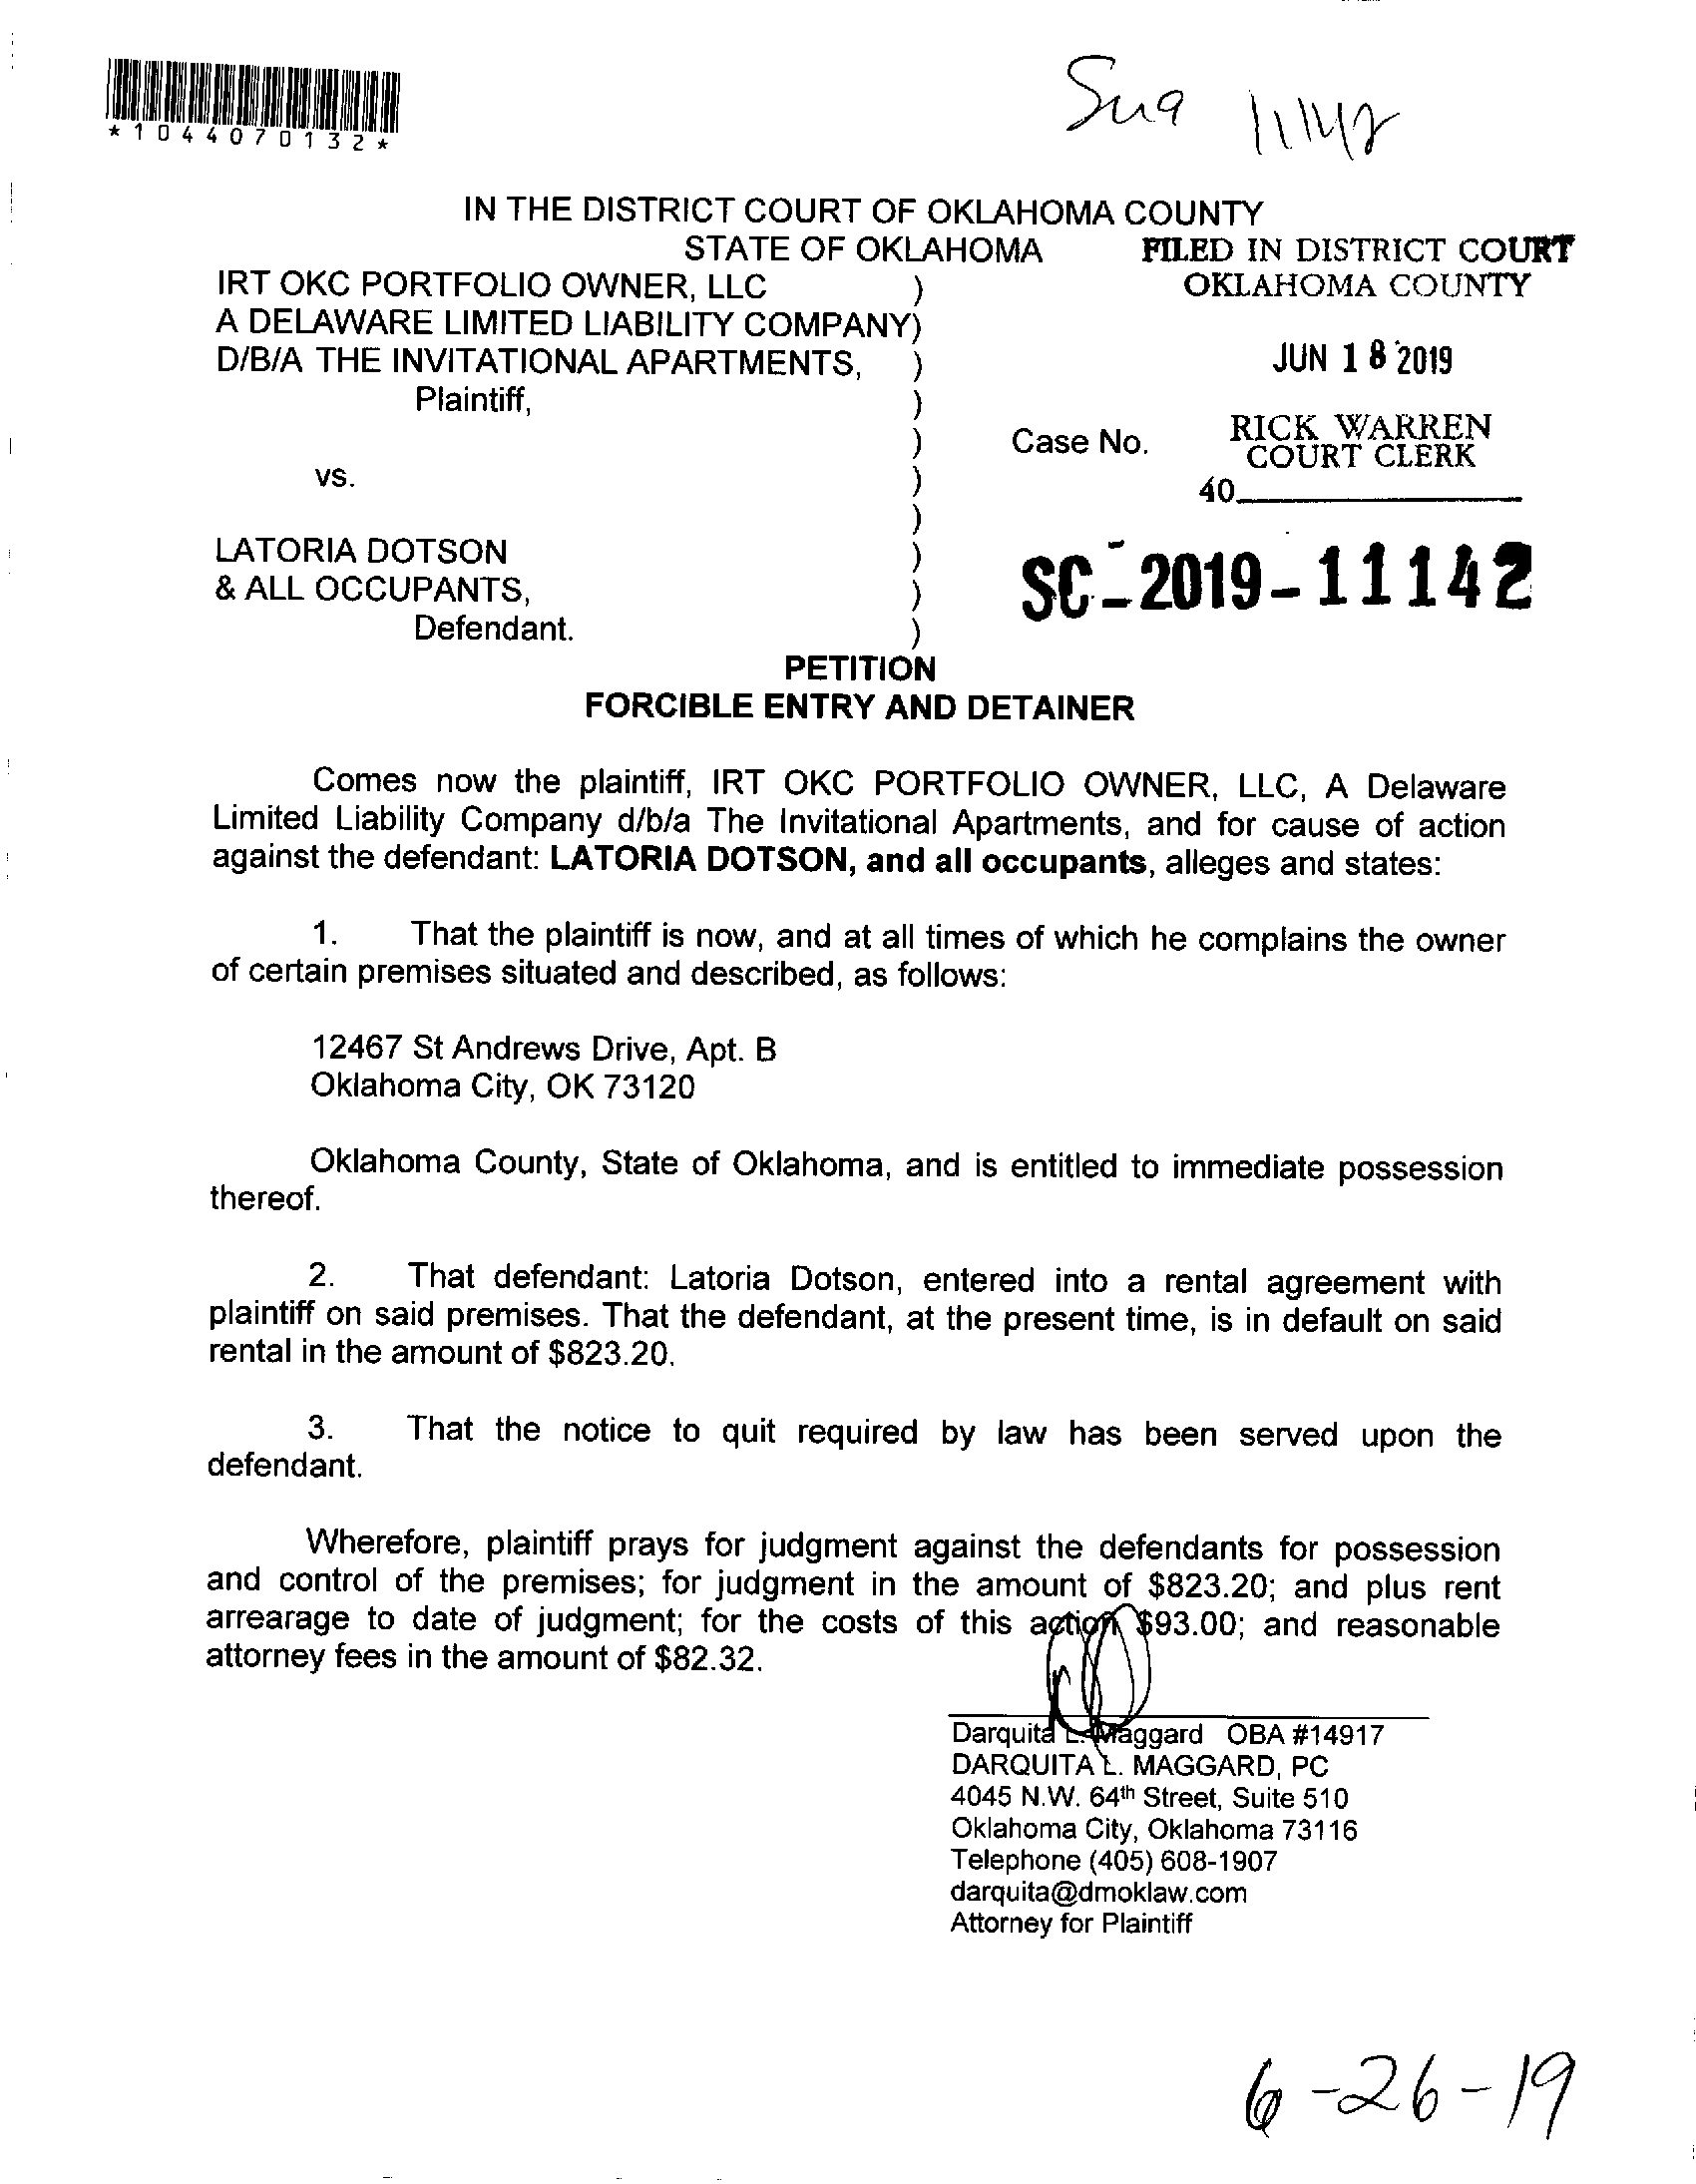 *1044070132*
IN THE DISTRICT COURT OF OKLAHOMA COUNTY
STATE OF OKLAHOMA
FILED IN DISTRICT COURT
OKLAHOMA COUNTY
IRT OKC PORTFOLIO OWNER, LLC )
A DELAWARE LIMITED LIABILITY COMPANY)
D/B/A THE INVITATIONAL APARTMENTS, )
JUN 18 2019
Plaintiff, )
) Case No.
RICK WARREN
COURT CLERK
vs. )
40
)
LATORIA DOTSON )
SC-2019-11142
& ALL OCCUPANTS, )
Defendant. )
PETITION
FORCIBLE ENTRY AND DETAINER
Comes now the plaintiff, IRT OKC PORTFOLIO OWNER, LLC, A Delaware
Limited Liability Company d/b/a The Invitational Apartments, and for cause of action
against the defendant: LATORIA DOTSON, and all occupants, alleges and states:
1. That the plaintiff is now, and at all times of which he complains the owner
of certain premises situated and described, as follows:
12467 St Andrews Drive, Apt. B
Oklahoma City, OK 73120
Oklahoma County, State of Oklahoma, and is entitled to immediate possession
thereof.
2. That defendant: Latoria Dotson, entered into a rental agreement with
plaintiff on said premises. That the defendant, at the present time, is in default on said
rental in the amount of $823.20.
3. That the notice to quit required by law has been served upon the
defendant.
Wherefore, plaintiff prays for judgment against the defendants for possession
and control of the premises; for judgment in the amount of $823.20; and plus rent
arrearage to date of judgment; for the costs of this action $93.00; and reasonable
attorney fees in the amount of $82.32.
Darquita L. Maggard OBA #14917
DARQUITA L. MAGGARD, PC
4045 N.W. 64th Street, Suite 510
Oklahoma City, Oklahoma 73116
Telephone (405) 608-1907
darquita@dmoklaw.com
Attorney for Plaintiff
6-26-19